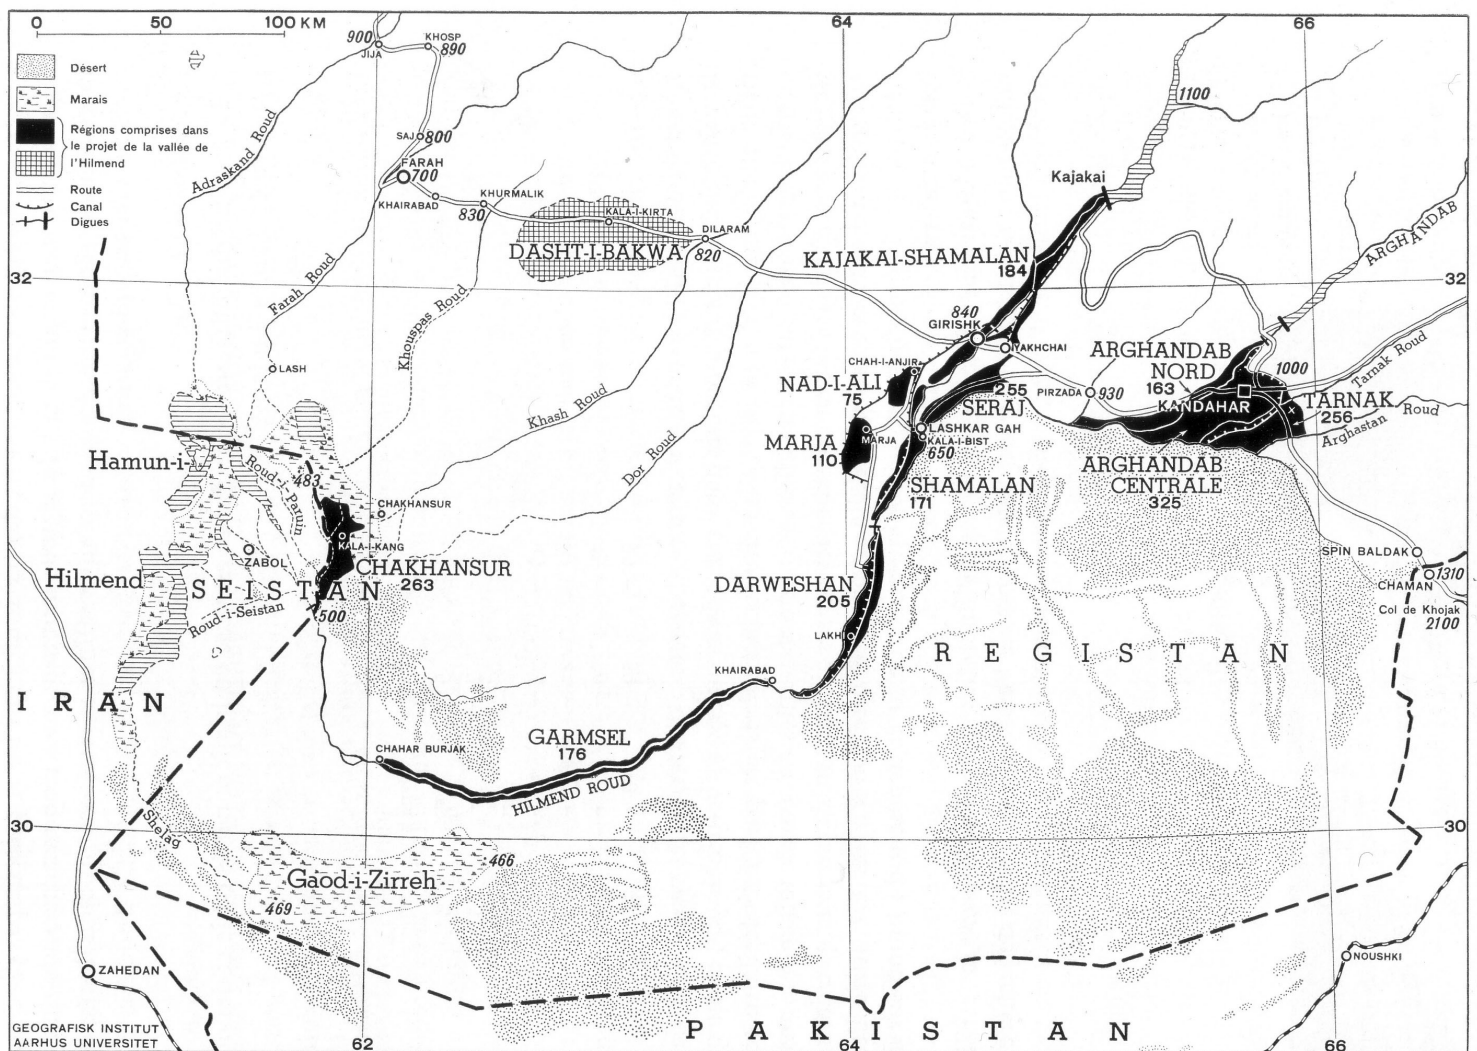 0 50 100 KM
Désert
Marais
Régions comprises dans
le projet de la vallée de
l'Hilmend
Route
Canal
Digues
64
66
900
JIJA
KHOSP
890
1100
Adraskand Roud
SAJ
800
FARAH
700
KHAIRABAD
KHURMALIK
830
KALA-I-KIRTA
DASHT-I-BAKWA
DILARAM
820
Kajakai
KAJAKAI-SHAMALAN
184
ARGHANDAB
32
32
Farah Roud
Khouspas Roud
840
GIRISHK
IYAKHCHAI
CHAH-I-ANJIR
LASH
NAD-I-ALI
75
255
SERAJ
PIRZADA
930
ARGHANDAB
NORD
163
1000
Tarnak Roud
KANDAHAR
TARNAK
256
Arghastan Roud
Khash Roud
Dor Roud
MARJA
110
MARJA
LASHKAR GAH
KALA-I-BIST
650
SHAMALAN
171
ARGHANDAB
CENTRALE
325
Hamun-i-
Roud-i-Paruin
483
CHAKHANSUR
KALA-I-KANG
ZABOL
CHAKHANSUR
263
Hilmend
SEISTAN
Roud-i-Seistan
500
DARWESHAN
205
LAKHI
SPIN BALDAK
CHAMAN
1310
Col de Khojak
2100
REGISTAN
KHAIRABAD
IRAN
CHAHAR BURJAK
GARMSEL
176
HILMEND ROUD
30
30
Shelag
466
Gaod-i-Zirreh
469
ZAHEDAN
NOUSHKI
PAKISTAN
GEOGRAFISK INSTITUT
AARHUS UNIVERSITET
62
64
66